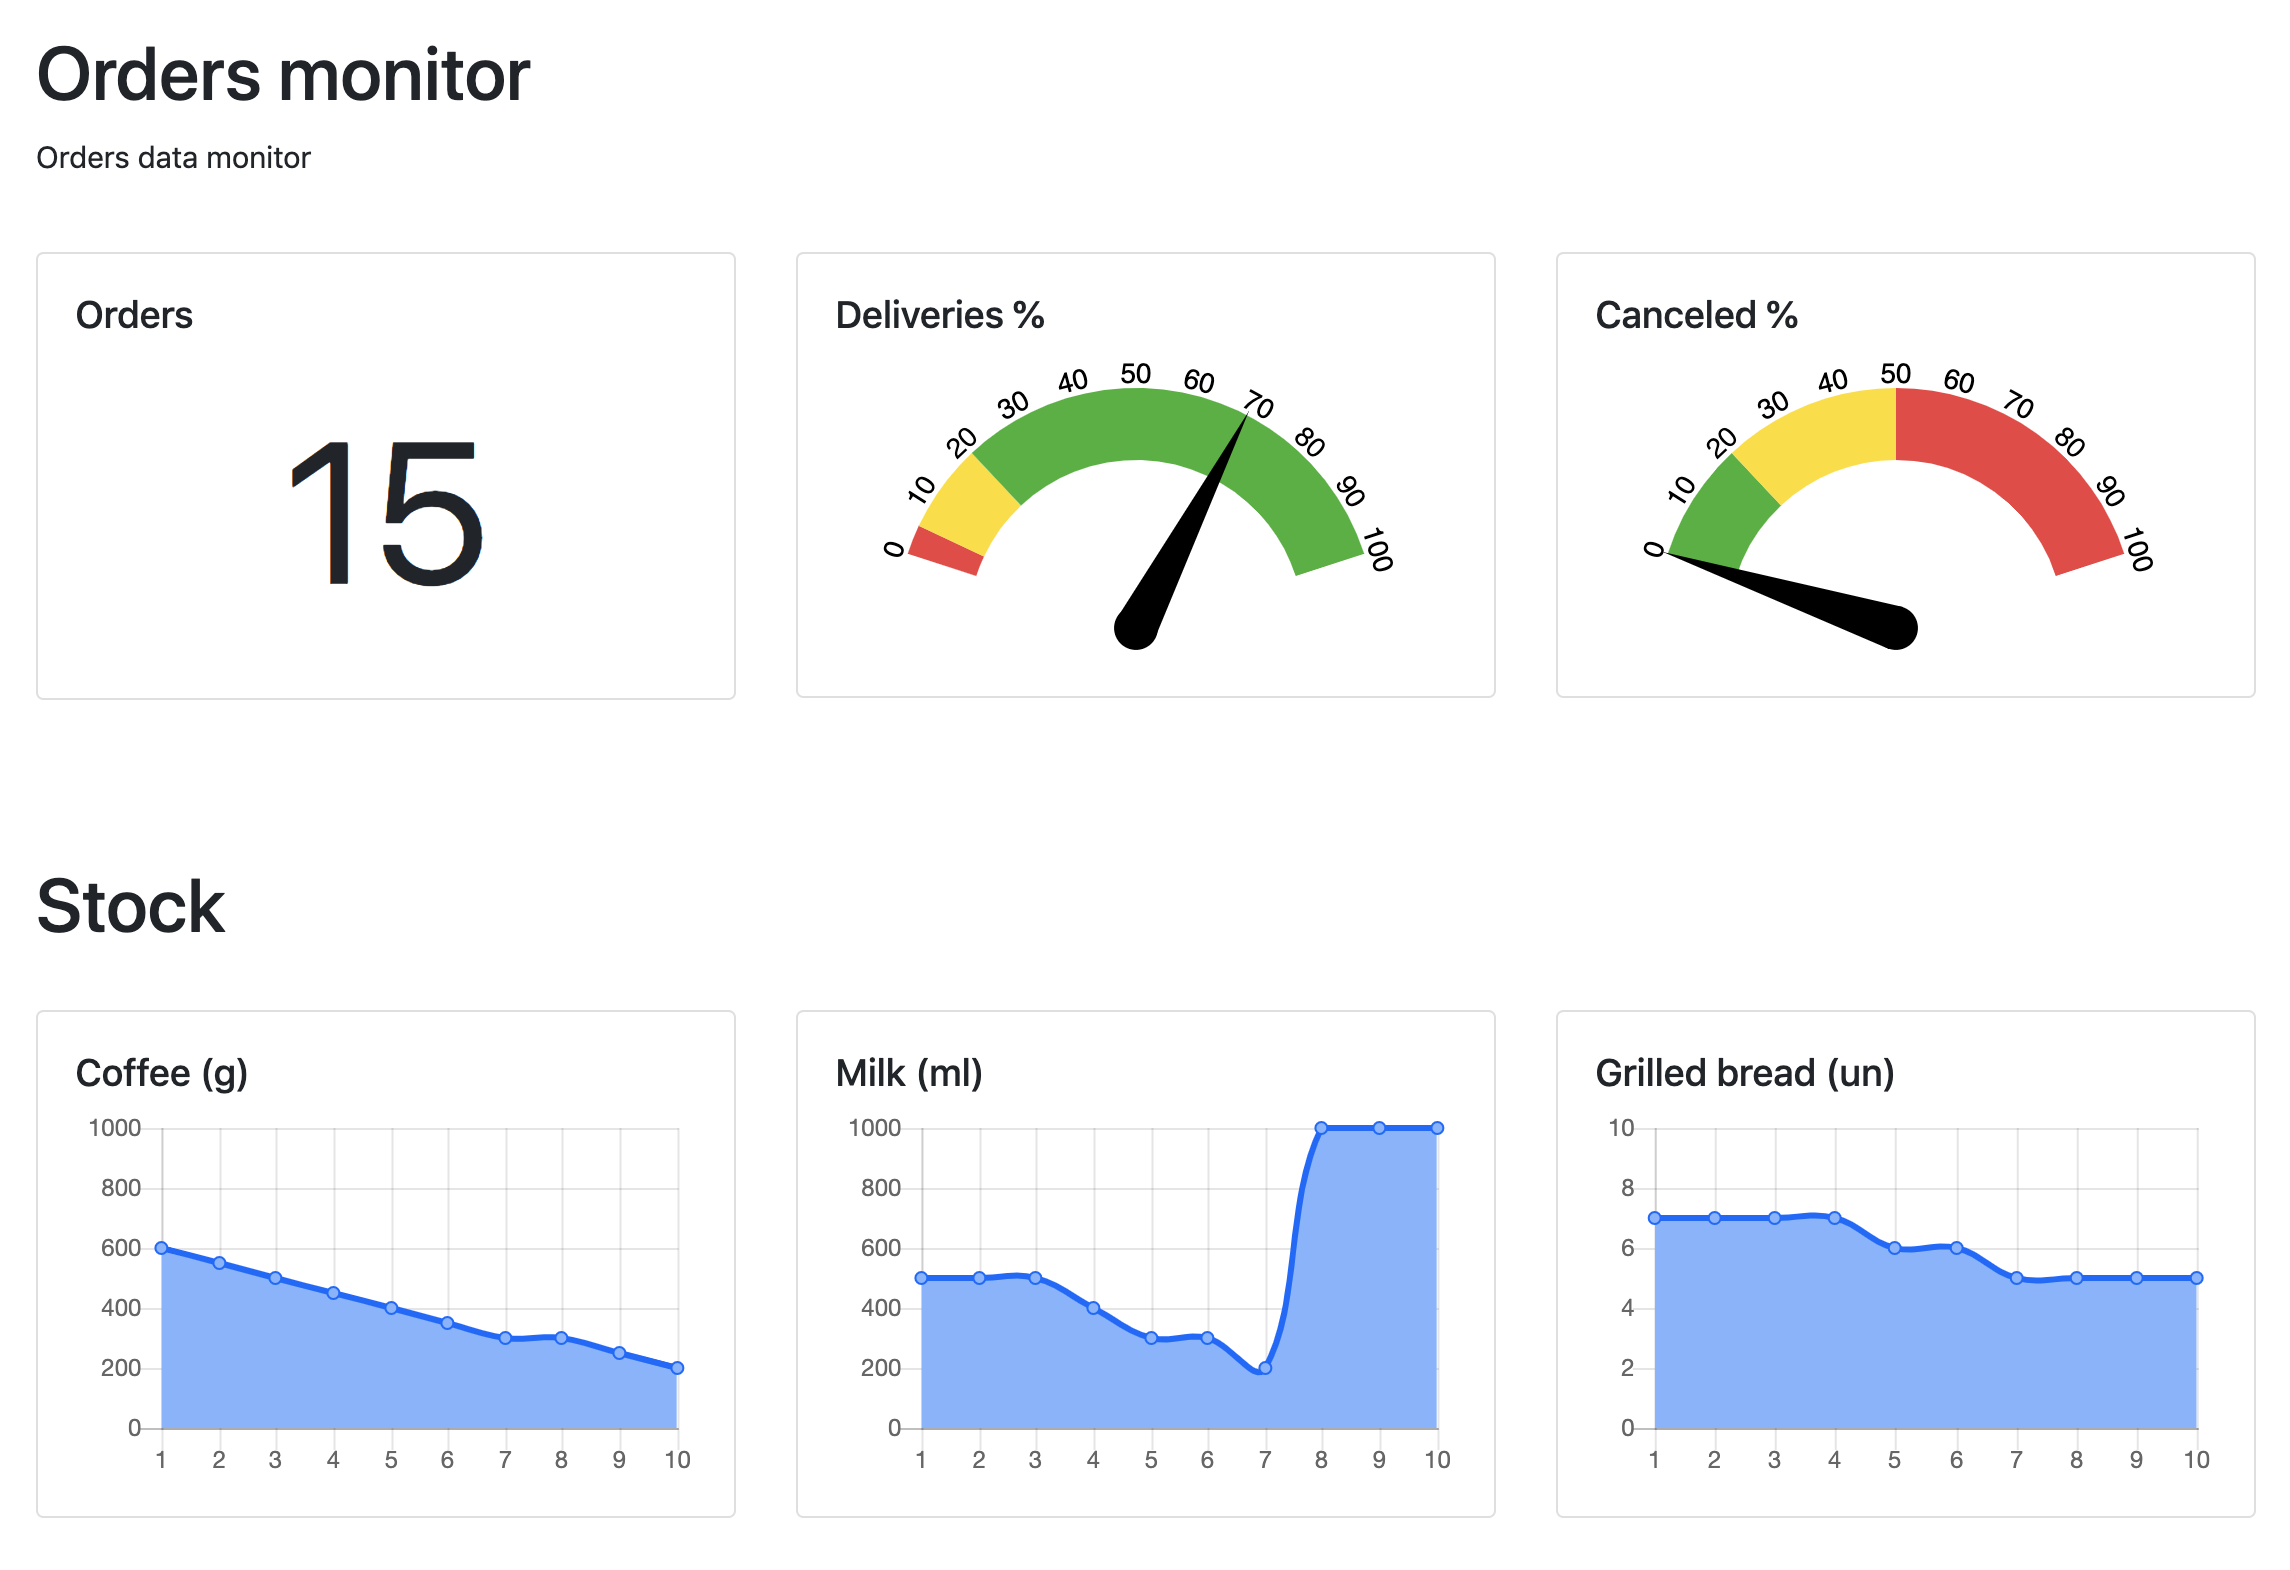 Orders monitor
Orders data monitor
Orders
15
Deliveries %
0 10 20 30 40 50 60 70 80 90 100
Canceled %
0 10 20 30 40 50 60 70 80 90 100
Stock
Coffee (g)
1000
800
600
400
200
0
1 2 3 4 5 6 7 8 9 10
Milk (ml)
1000
800
600
400
200
0
1 2 3 4 5 6 7 8 9 10
Grilled bread (un)
10
8
6
4
2
0
1 2 3 4 5 6 7 8 9 10